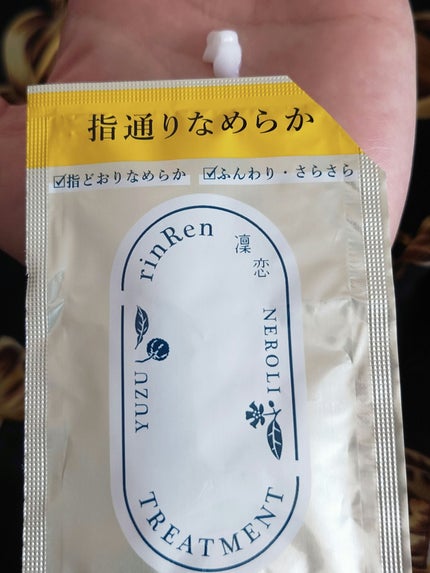 指通りなめらか
☑指どおりなめらか ☑ふんわり・さらさら
rinRen
凜恋
NEROLI
YUZU
TREATMENT